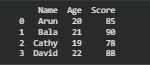 Name Age Score
0 Arun 20 85
1 Bala 21 90
2 Cathy 19 78
3 David 22 88